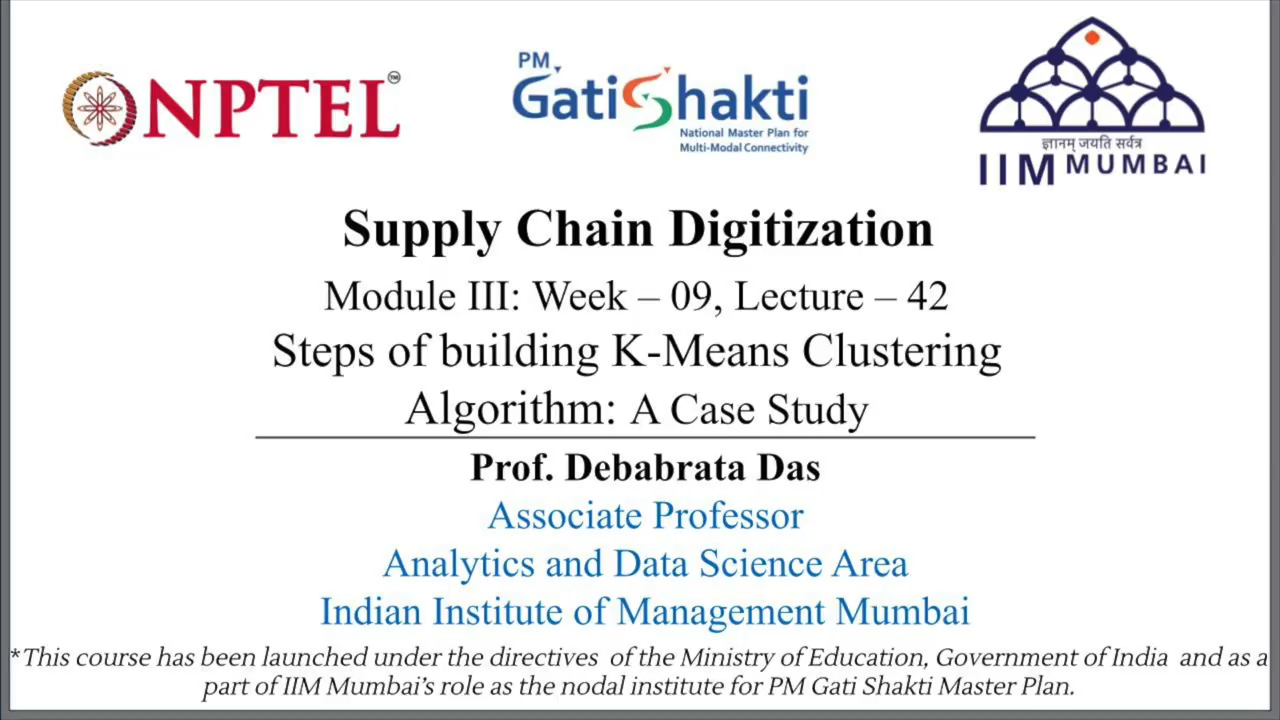 NPTEL™
PM
GatiShakti
National Master Plan for
Multi-Modal Connectivity
ज्ञानम् जयति सर्वत्र
IIM MUMBAI
Supply Chain Digitization
Module III: Week – 09, Lecture – 42
Steps of building K-Means Clustering
Algorithm: A Case Study
Prof. Debabrata Das
Associate Professor
Analytics and Data Science Area
Indian Institute of Management Mumbai
*This course has been launched under the directives of the Ministry of Education, Government of India and as a
part of IIM Mumbai’s role as the nodal institute for PM Gati Shakti Master Plan.